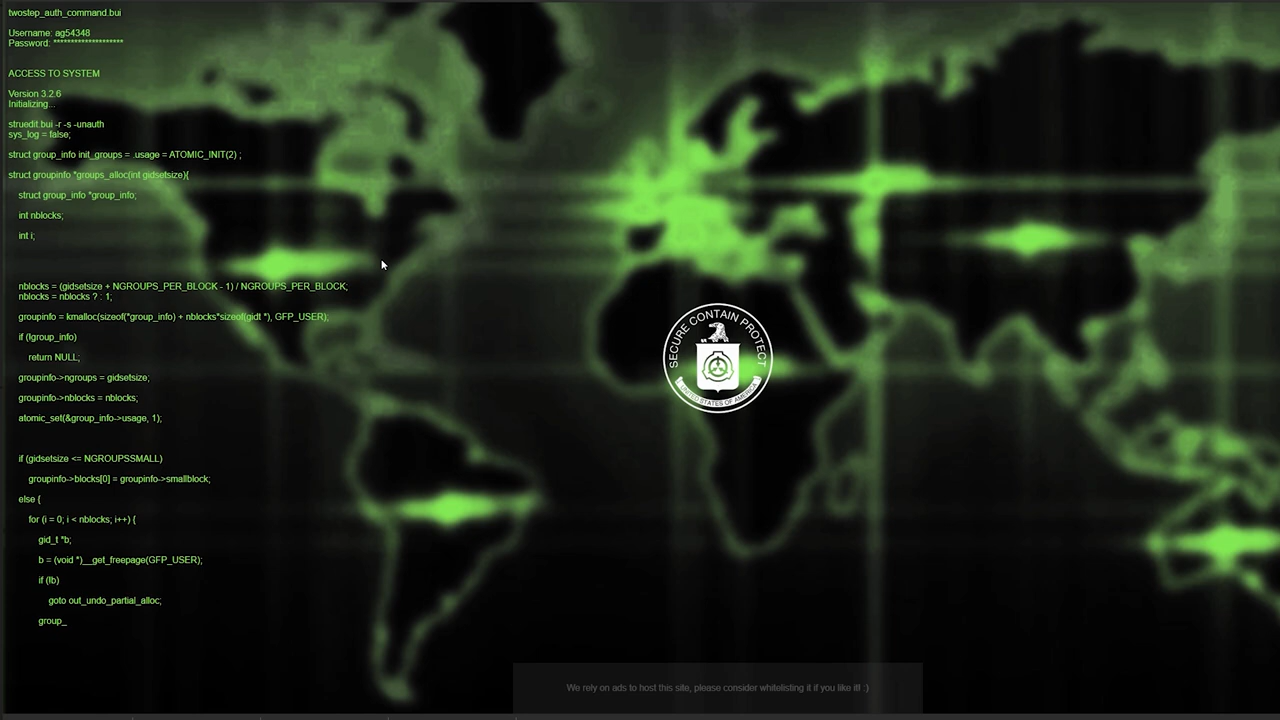 twostep_auth_command.bui
Username: ag54348
Password: ********************
ACCESS TO SYSTEM
Version 3.2.6
Initializing...
struedit.bui -r -s -unauth
sys_log = false;
struct group_info init_groups = .usage = ATOMIC_INIT(2) ;
struct groupinfo *groups_alloc(int gidsetsize){
struct group_info *group_info;
int nblocks;
int i;
nblocks = (gidsetsize + NGROUPS_PER_BLOCK - 1) / NGROUPS_PER_BLOCK;
nblocks = nblocks ? : 1;
groupinfo = kmalloc(sizeof(*group_info) + nblocks*sizeof(gidt *), GFP_USER);
if (!group_info)
return NULL;
groupinfo->ngroups = gidsetsize;
groupinfo->nblocks = nblocks;
atomic_set(&group_info->usage, 1);
if (gidsetsize <= NGROUPSSMALL)
groupinfo->blocks[0] = groupinfo->smallblock;
else {
for (i = 0; i < nblocks; i++) {
gid_t *b;
b = (void *)__get_freepage(GFP_USER);
if (!b)
goto out_undo_partial_alloc;
group_
SECURE CONTAIN PROTECT
UNITED STATES OF AMERICA
We rely on ads to host this site, please consider whitelisting it if you like it! :)